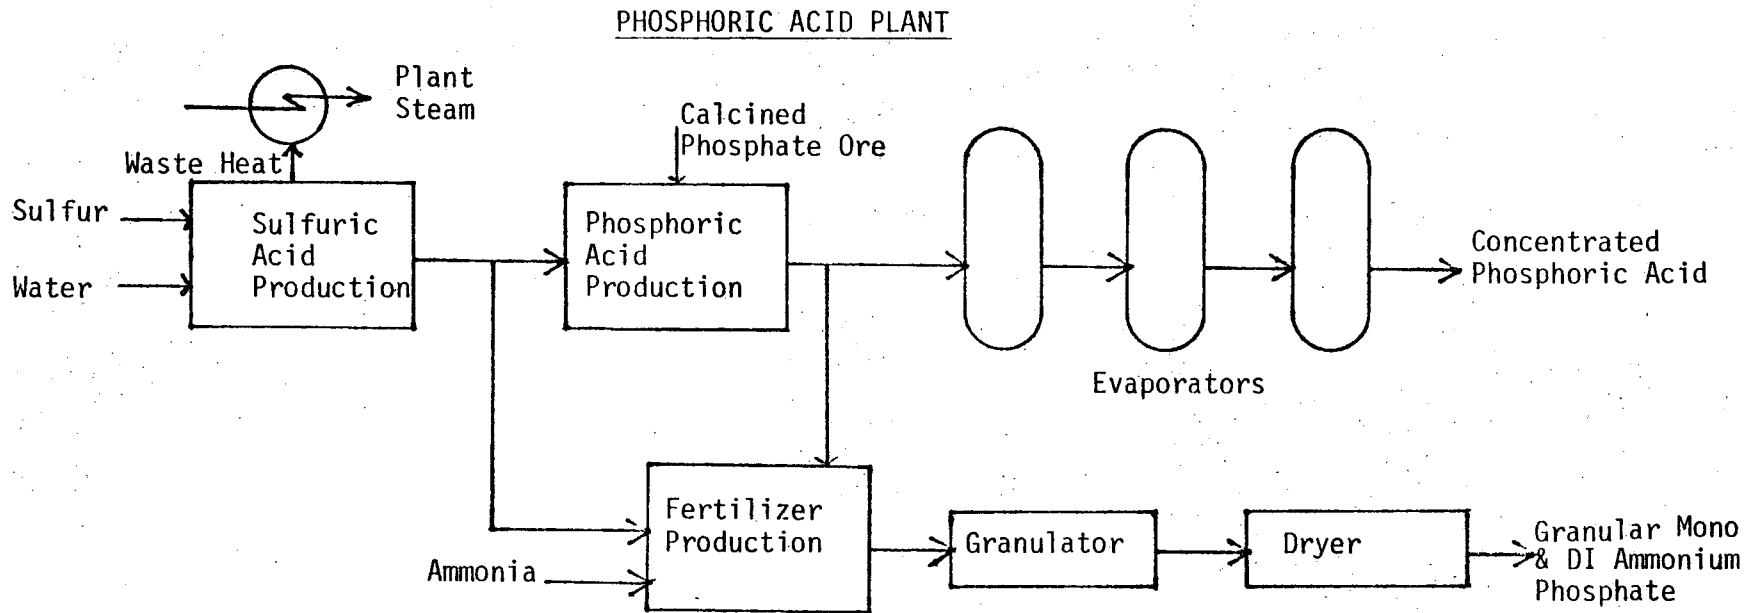 PHOSPHORIC ACID PLANT
Plant
Steam
Calcined
Phosphate Ore
Waste Heat
Sulfur
Water
Sulfuric
Acid
Production
Phosphoric
Acid
Production
Concentrated
Phosphoric Acid
Evaporators
Fertilizer
Production
Ammonia
Granulator
Dryer
Granular Mono
& DI Ammonium
Phosphate